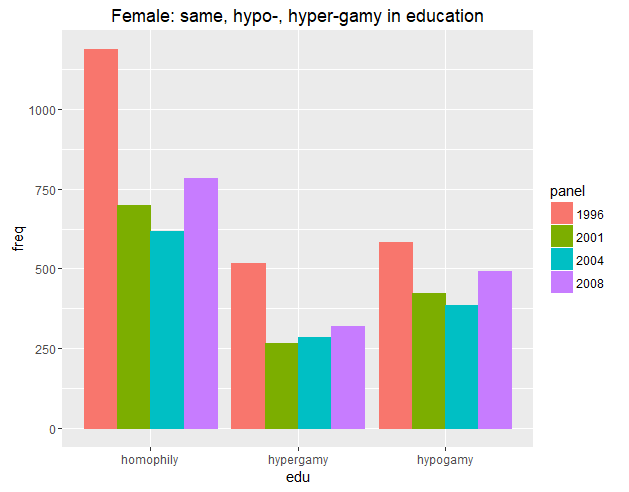 Female: same, hypo-, hyper-gamy in education
freq
1000
750
500
250
0
homophily
hypergamy
hypogamy
edu
panel
1996
2001
2004
2008